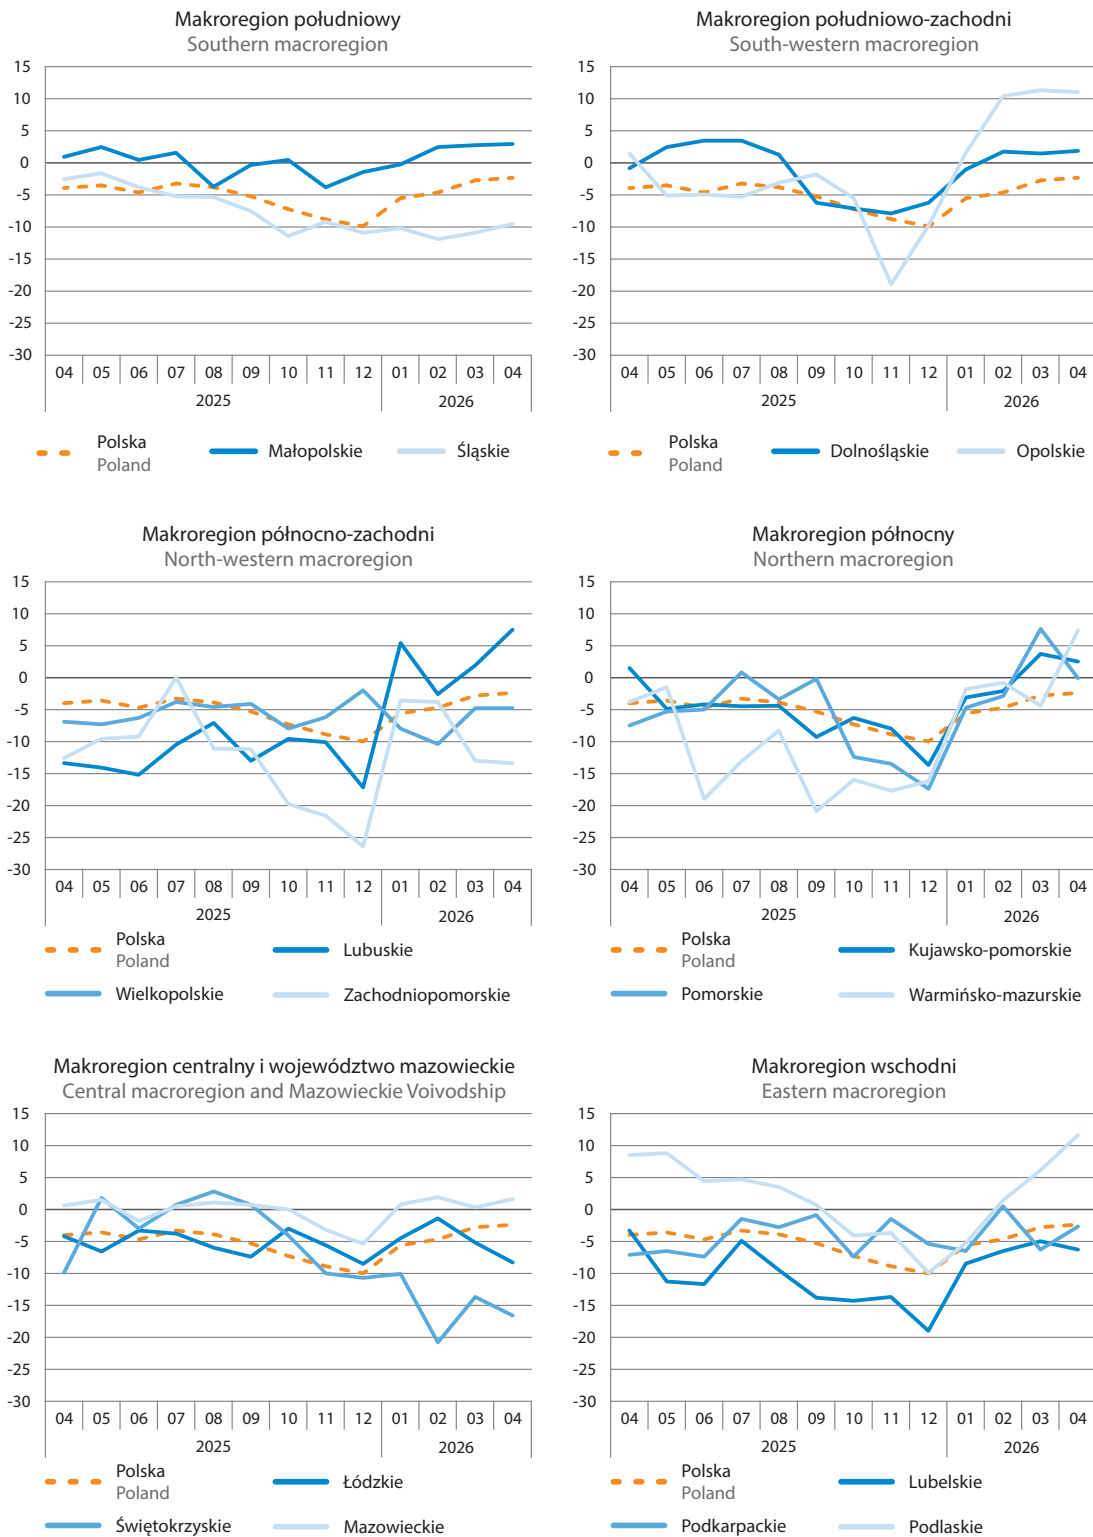 Makroregion południowy
Southern macroregion
15
10
5
0
-5
-10
-15
-20
-25
-30
04 05 06 07 08 09 10 11 12 01 02 03 04
2025 2026
Polska
Poland
Małopolskie
Śląskie
Makroregion południowo-zachodni
South-western macroregion
15
10
5
0
-5
-10
-15
-20
-25
-30
04 05 06 07 08 09 10 11 12 01 02 03 04
2025 2026
Polska
Poland
Dolnośląskie
Opolskie
Makroregion północno-zachodni
North-western macroregion
15
10
5
0
-5
-10
-15
-20
-25
-30
04 05 06 07 08 09 10 11 12 01 02 03 04
2025 2026
Polska
Poland
Lubuskie
Wielkopolskie
Zachodniopomorskie
Makroregion północny
Northern macroregion
15
10
5
0
-5
-10
-15
-20
-25
-30
04 05 06 07 08 09 10 11 12 01 02 03 04
2025 2026
Polska
Poland
Kujawsko-pomorskie
Pomorskie
Warmińsko-mazurskie
Makroregion centralny i województwo mazowieckie
Central macroregion and Mazowieckie Voivodship
15
10
5
0
-5
-10
-15
-20
-25
-30
04 05 06 07 08 09 10 11 12 01 02 03 04
2025 2026
Polska
Poland
Łódzkie
Świętokrzyskie
Mazowieckie
Makroregion wschodni
Eastern macroregion
15
10
5
0
-5
-10
-15
-20
-25
-30
04 05 06 07 08 09 10 11 12 01 02 03 04
2025 2026
Polska
Poland
Lubelskie
Podkarpackie
Podlaskie